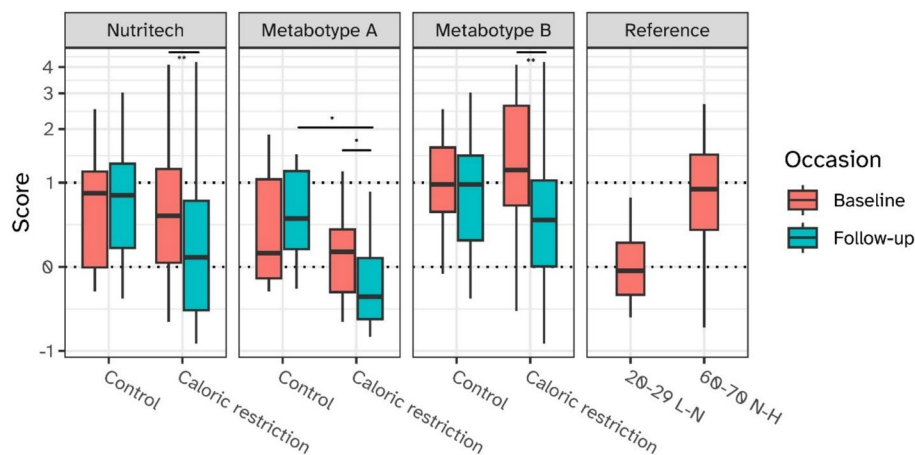 Nutritech
Metabotype A
Metabotype B
Reference
Score
4
3
2
1
0
-1
**
*
*
**
Control
Caloric restriction
Control
Caloric restriction
Control
Caloric restriction
20-29 L-N
60-70 N-H
Occasion
Baseline
Follow-up